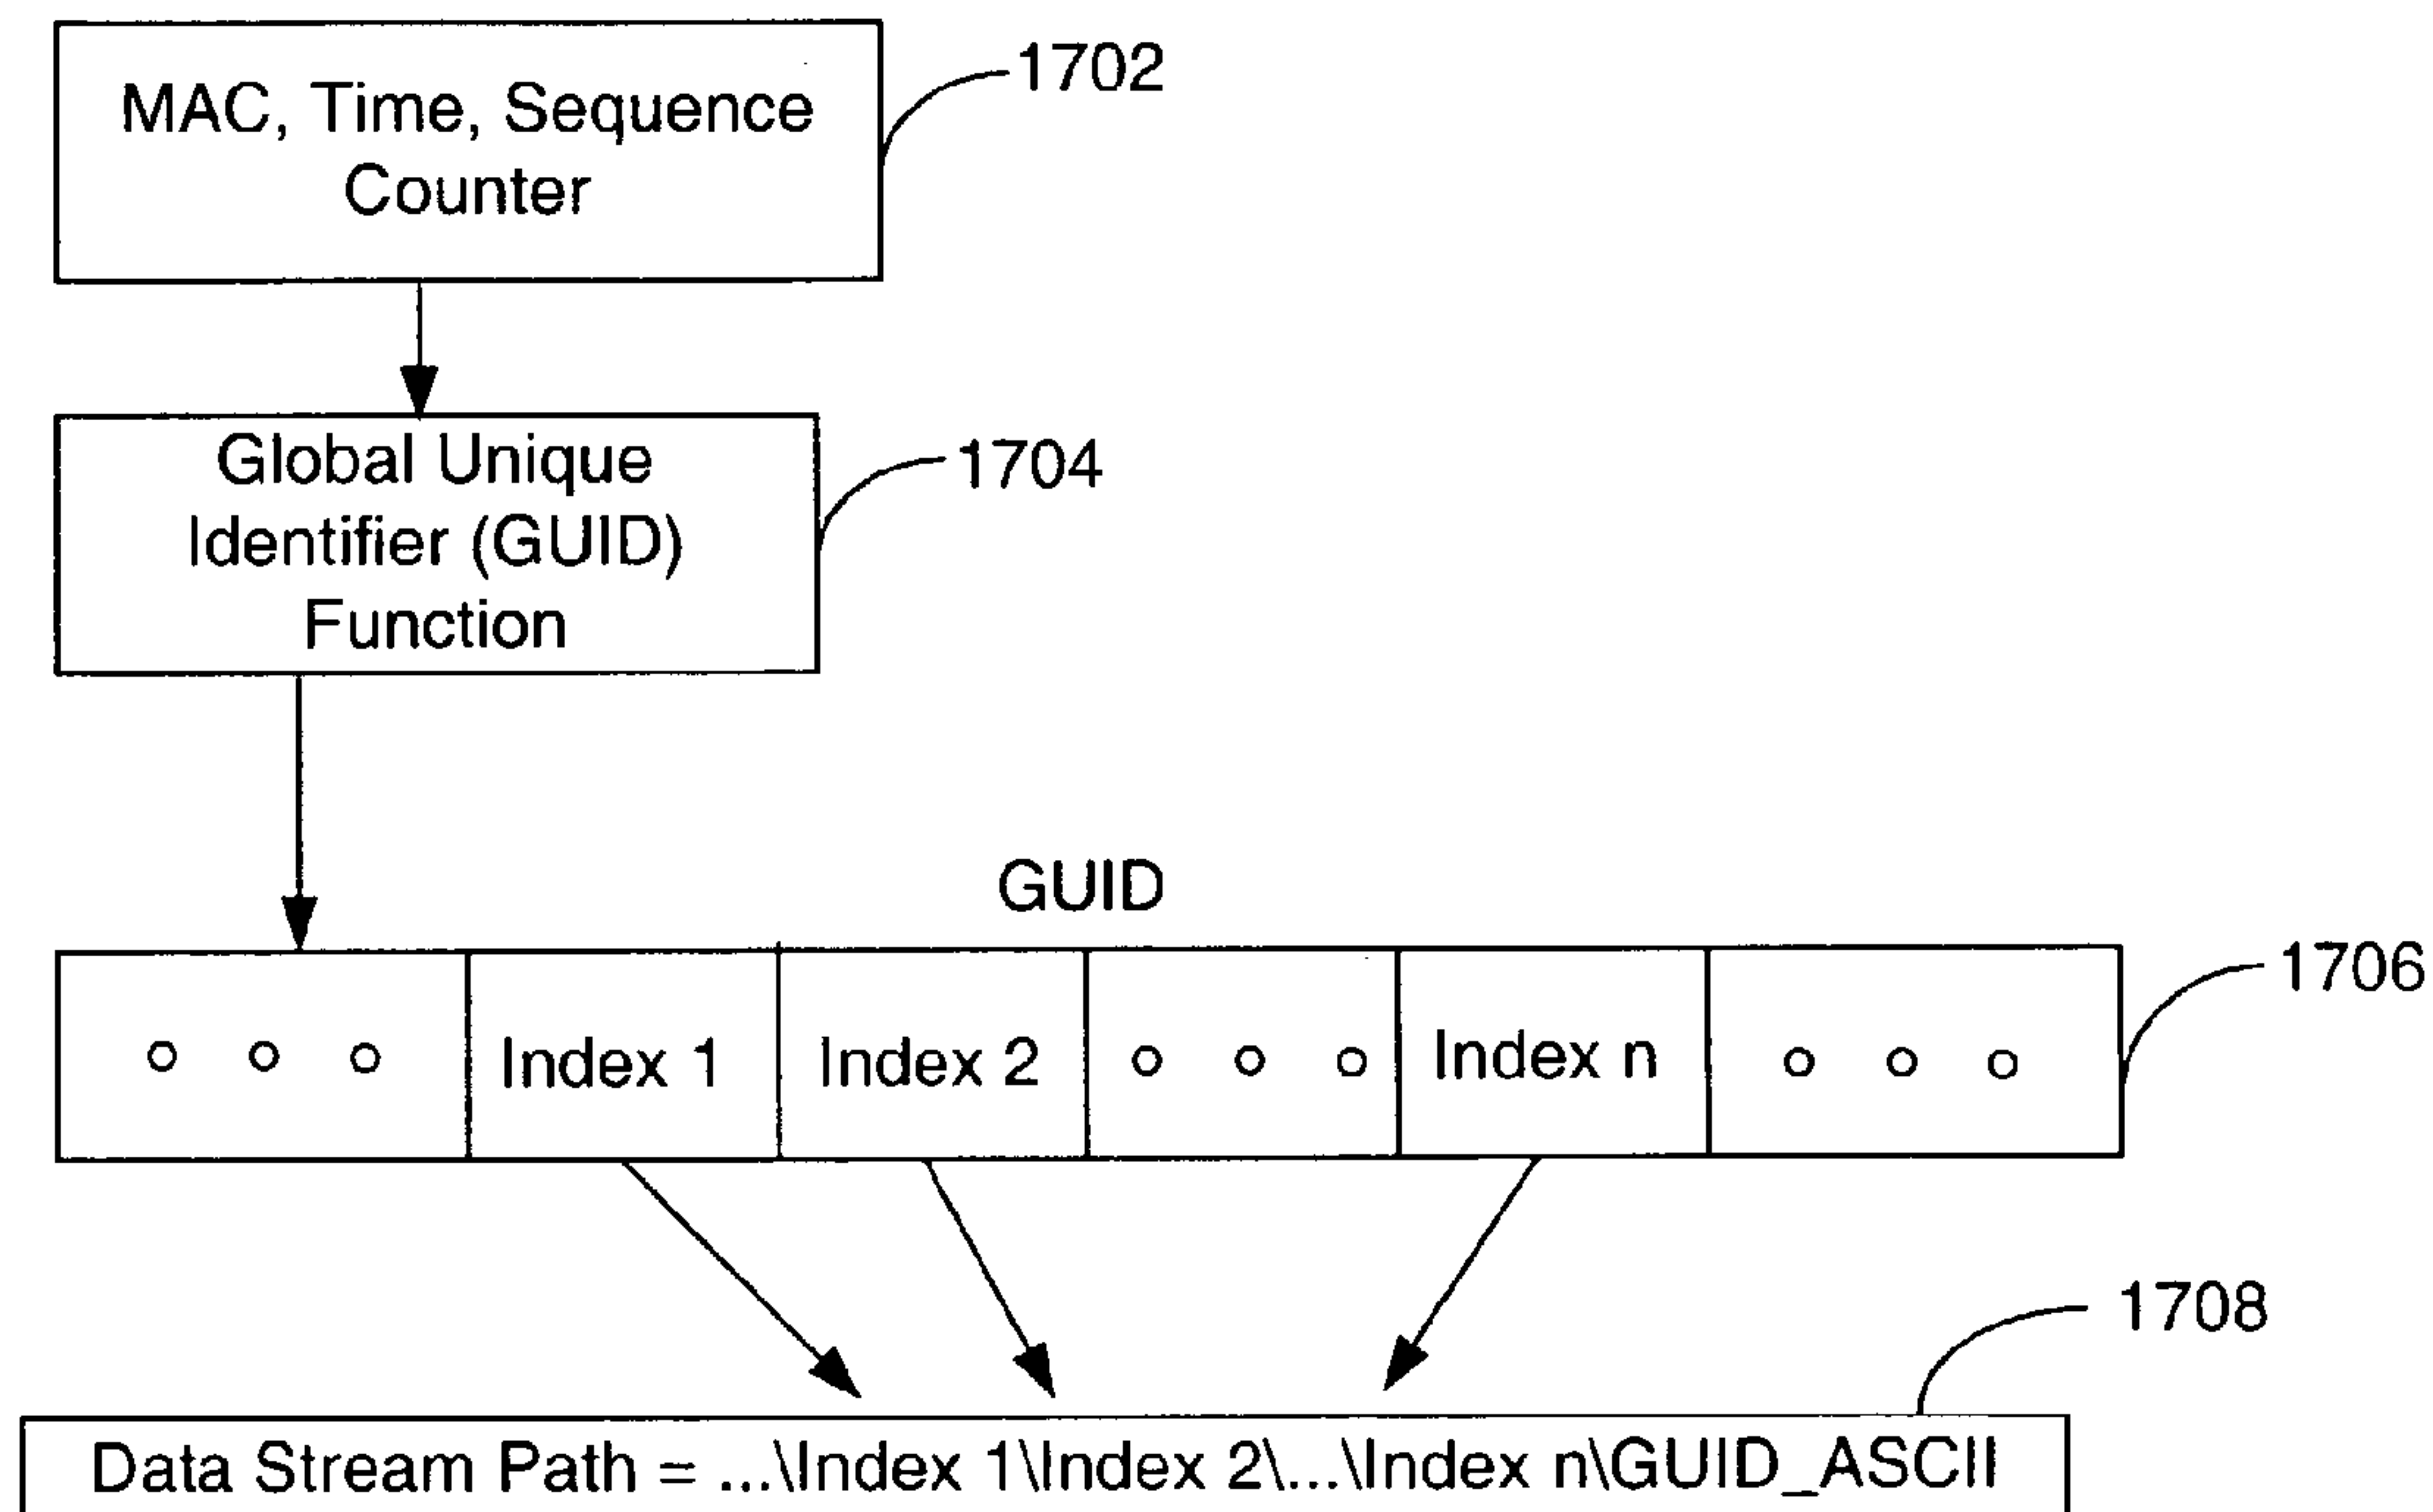 MAC, Time, Sequence
Counter
1702
Global Unique
Identifier (GUID)
Function
1704
GUID
1706
Index 1
Index 2
Index n
1708
Data Stream Path = ...\Index 1\Index 2\...\Index n\GUID_ASCII